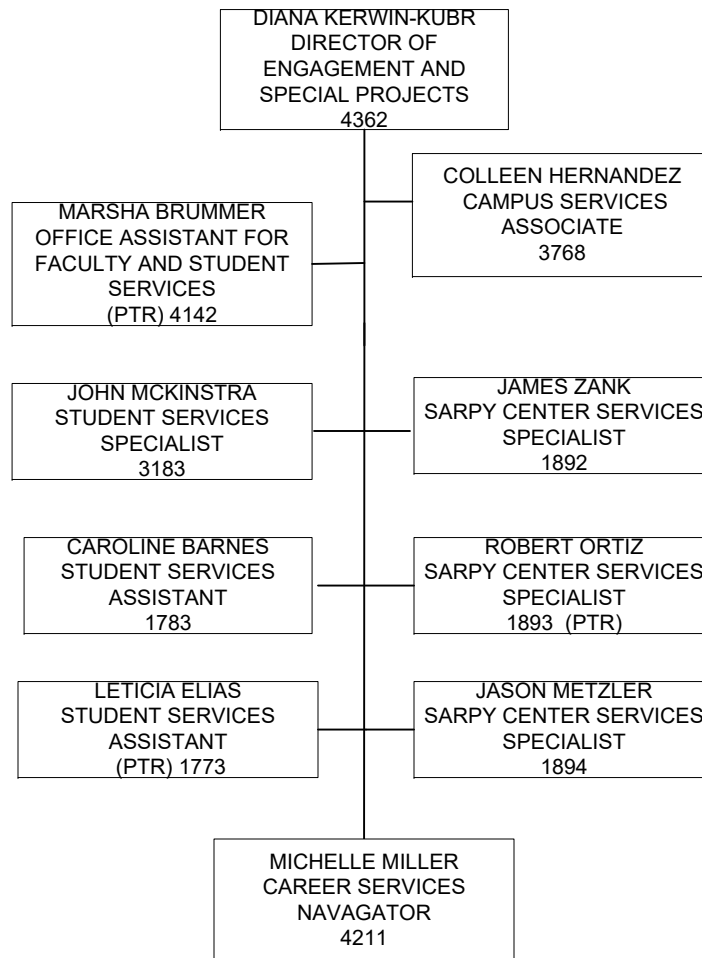 DIANA KERWIN-KUBR
DIRECTOR OF
ENGAGEMENT AND
SPECIAL PROJECTS
4362
COLLEEN HERNANDEZ
CAMPUS SERVICES
ASSOCIATE
3768
MARSHA BRUMMER
OFFICE ASSISTANT FOR
FACULTY AND STUDENT
SERVICES
(PTR) 4142
JOHN MCKINSTRA
STUDENT SERVICES
SPECIALIST
3183
JAMES ZANK
SARPY CENTER SERVICES
SPECIALIST
1892
CAROLINE BARNES
STUDENT SERVICES
ASSISTANT
1783
ROBERT ORTIZ
SARPY CENTER SERVICES
SPECIALIST
1893 (PTR)
LETICIA ELIAS
STUDENT SERVICES
ASSISTANT
(PTR) 1773
JASON METZLER
SARPY CENTER SERVICES
SPECIALIST
1894
MICHELLE MILLER
CAREER SERVICES
NAVAGATOR
4211